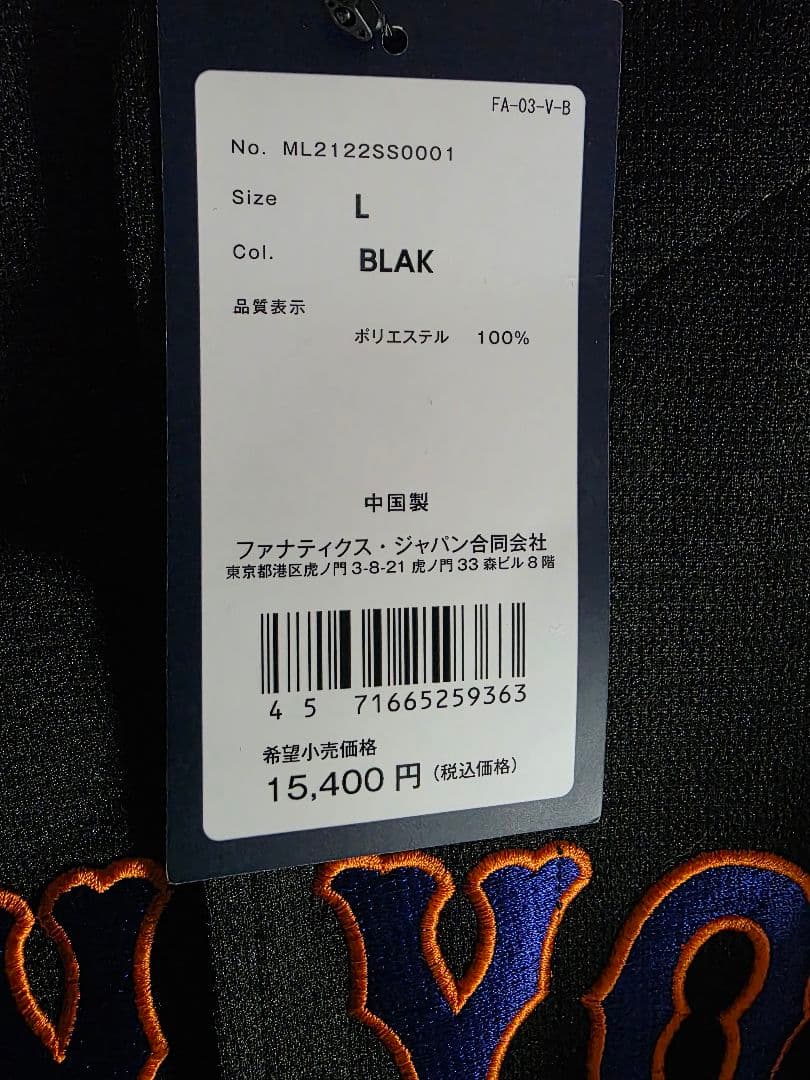 FA-03-V-B
No. ML2122SS0001
Size L
Col. BLAK
品質表示
ポリエステル 100%
中国製
ファナティクス・ジャパン合同会社
東京都港区虎ノ門 3-8-21 虎ノ門 33 森ビル 8 階
45 71665259363
希望小売価格
15,400 円 (税込価格)